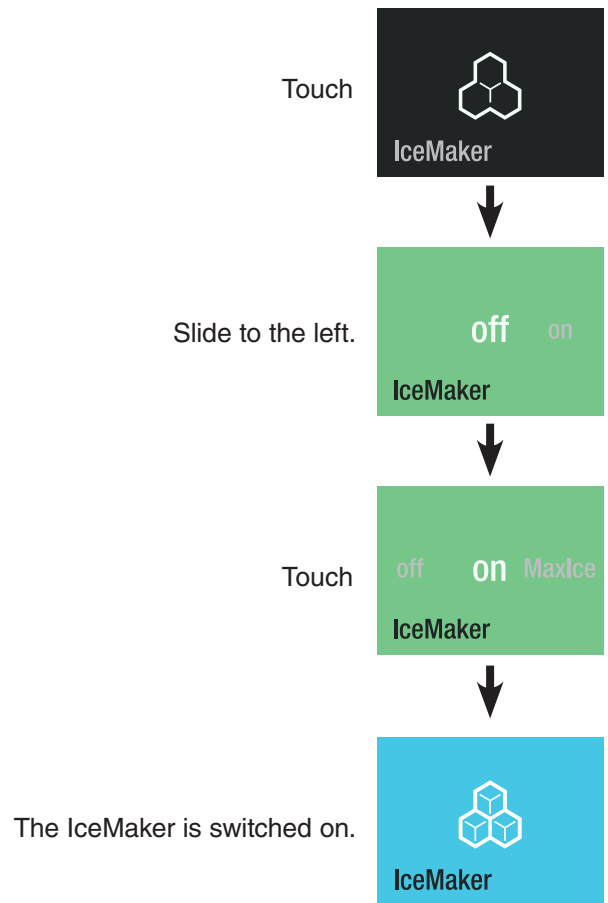 Touch
IceMaker
Slide to the left.
off on
IceMaker
Touch
off on MaxIce
IceMaker
The IceMaker is switched on.
IceMaker